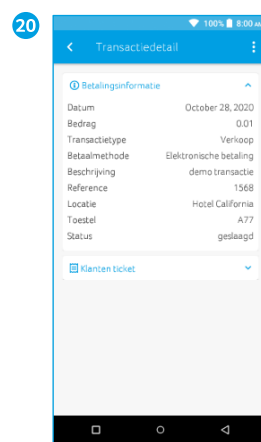 20
100% 8:00 AM
Transactiedetail
Betalingsinformatie
Datum October 28, 2020
Bedrag 0.01
Transactietype Verkoop
Betaalmethode Elektronische betaling
Beschrijving demo transactie
Reference 1568
Locatie Hotel California
Toestel A77
Status geslaagd
Klanten ticket